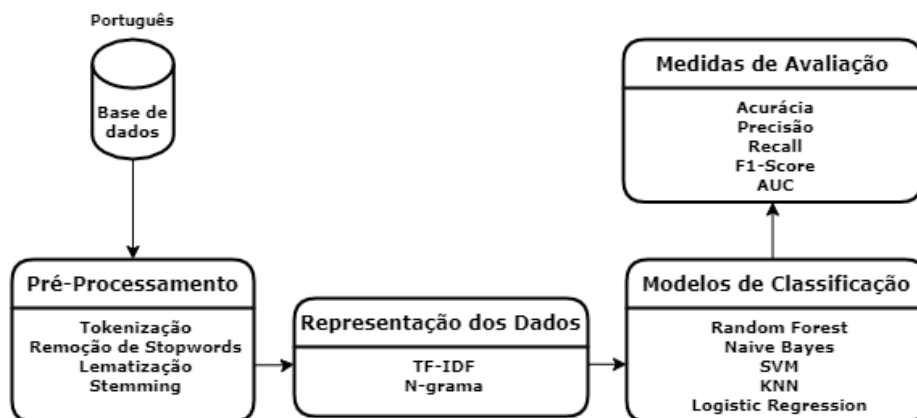 Português
Base de
dados
Pré-Processamento
Tokenização
Remoção de Stopwords
Lematização
Stemming
Representação dos Dados
TF-IDF
N-grama
Modelos de Classificação
Random Forest
Naive Bayes
SVM
KNN
Logistic Regression
Medidas de Avaliação
Acurácia
Precisão
Recall
F1-Score
AUC